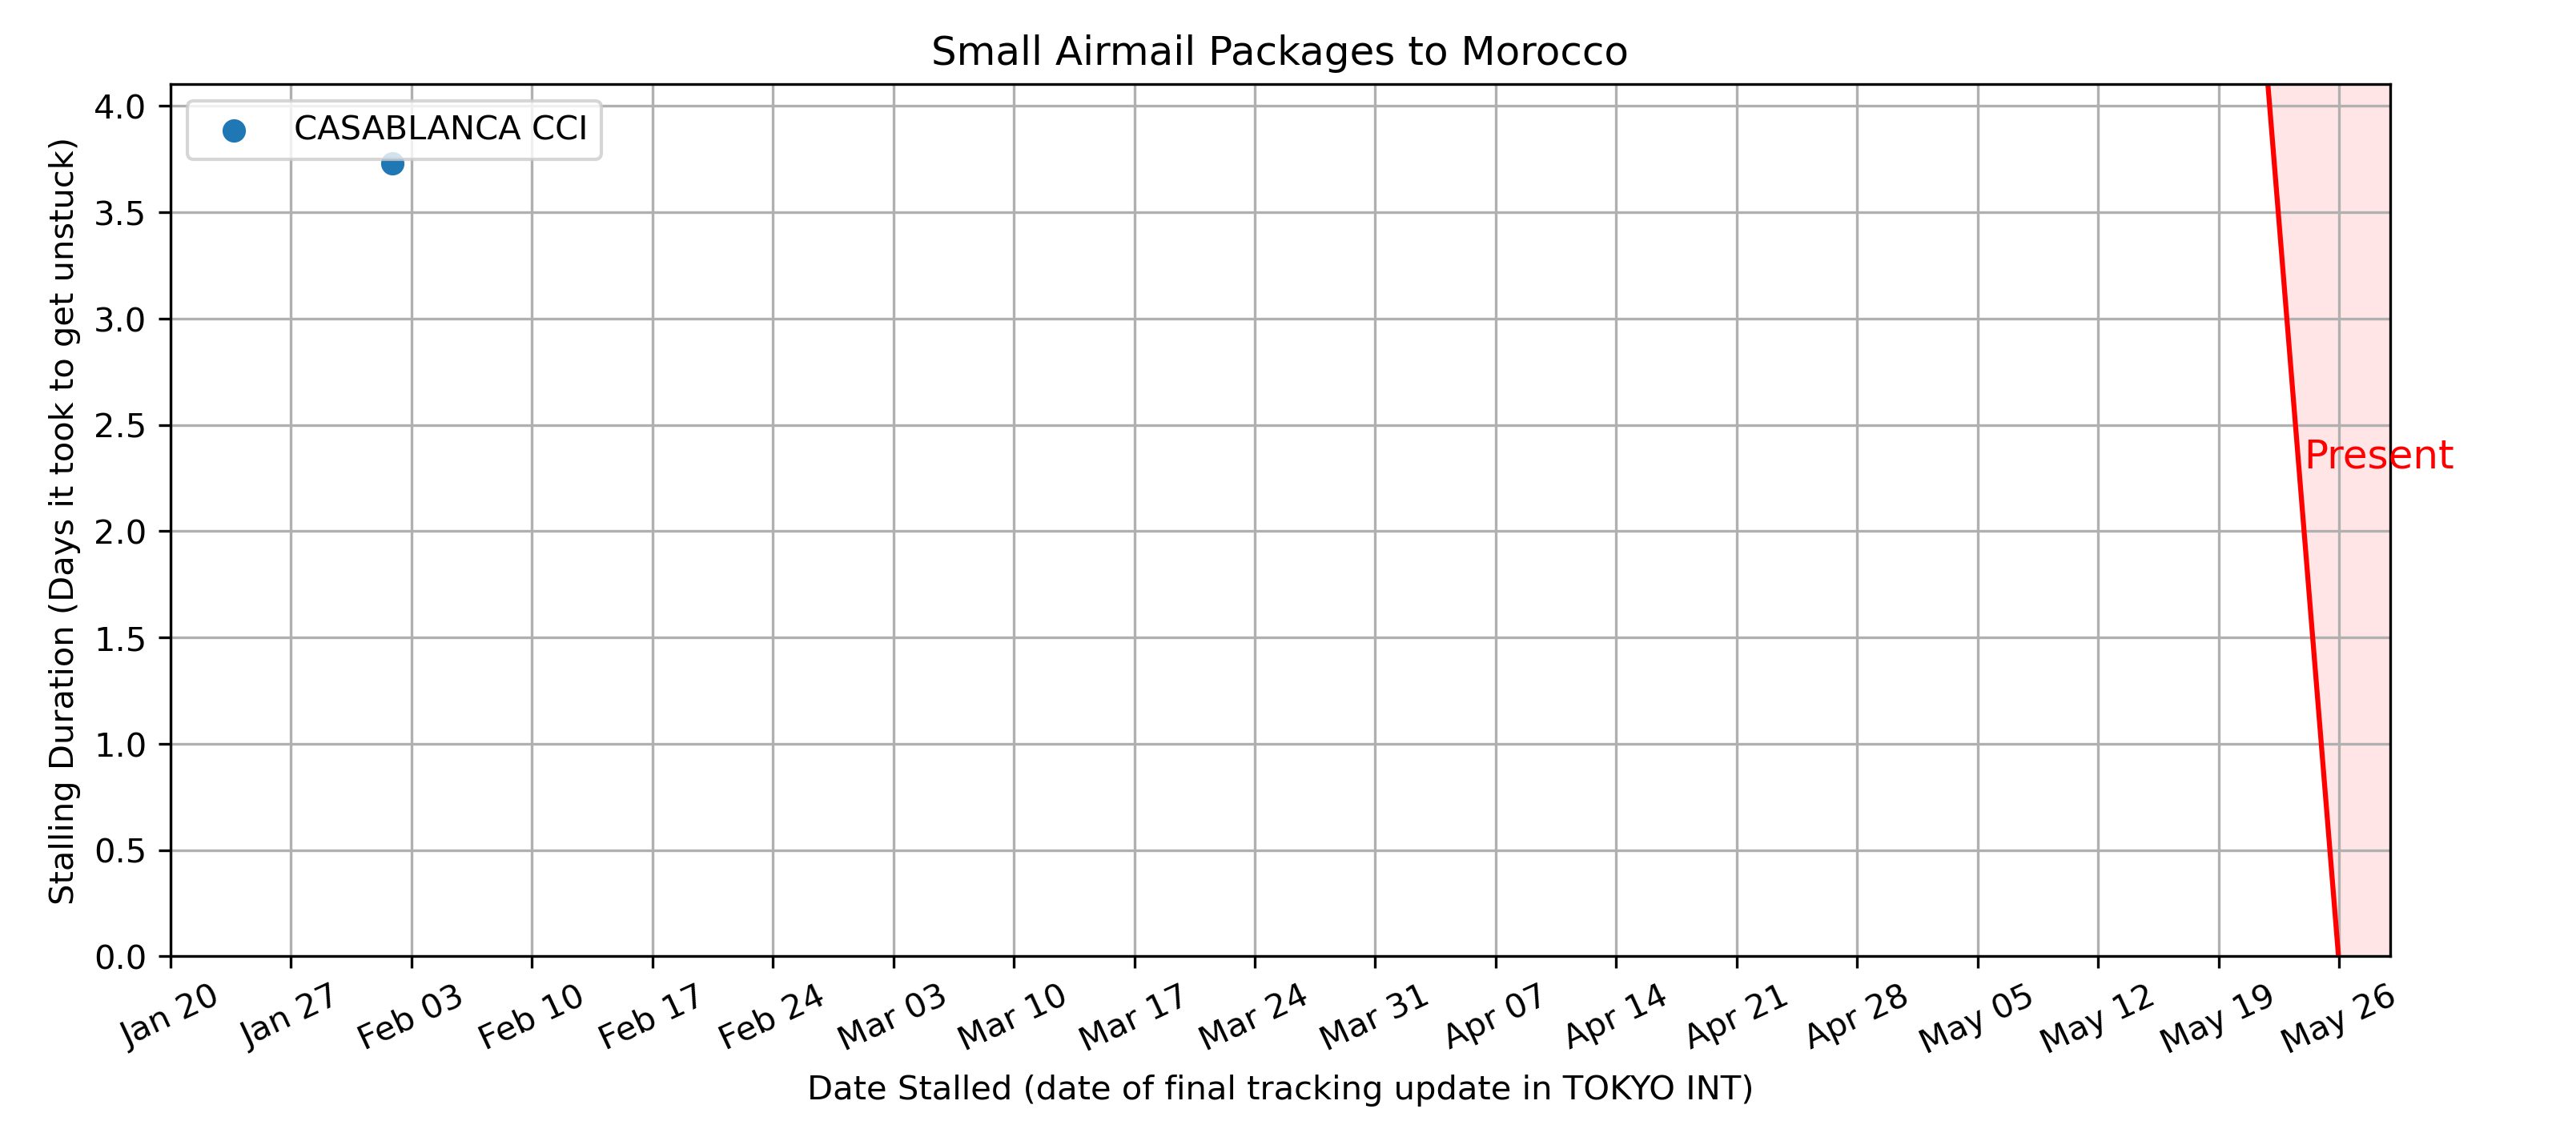 Small Airmail Packages to Morocco
CASABLANCA CCI
Stalling Duration (Days it took to get unstuck)
4.0
3.5
3.0
2.5
2.0
1.5
1.0
0.5
0.0
Present
Jan 20
Jan 27
Feb 03
Feb 10
Feb 17
Feb 24
Mar 03
Mar 10
Mar 17
Mar 24
Mar 31
Apr 07
Apr 14
Apr 21
Apr 28
May 05
May 12
May 19
May 26
Date Stalled (date of final tracking update in TOKYO INT)